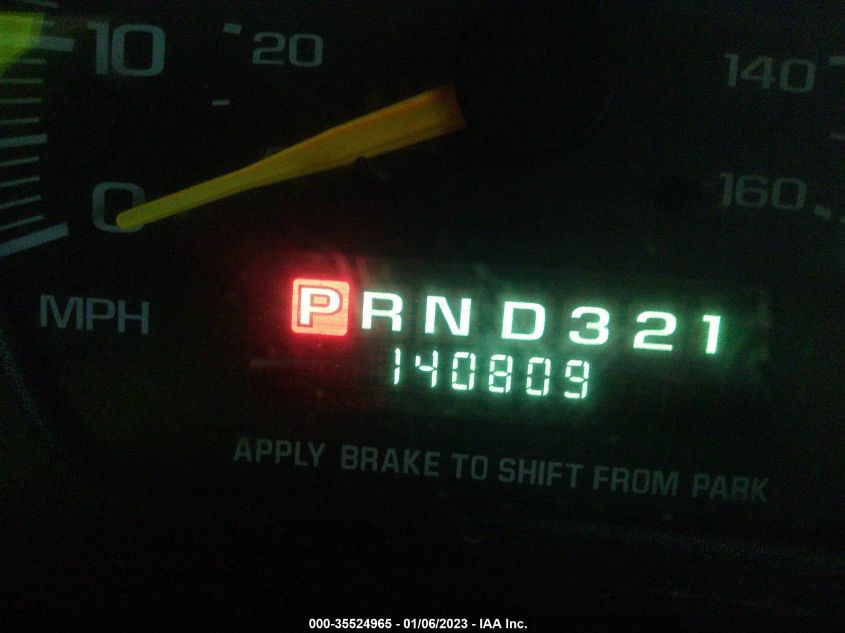 10
20
0
MPH
140
160
PRND321
140809
APPLY BRAKE TO SHIFT FROM PARK
000-35524965 - 01/06/2023 - IAA Inc.